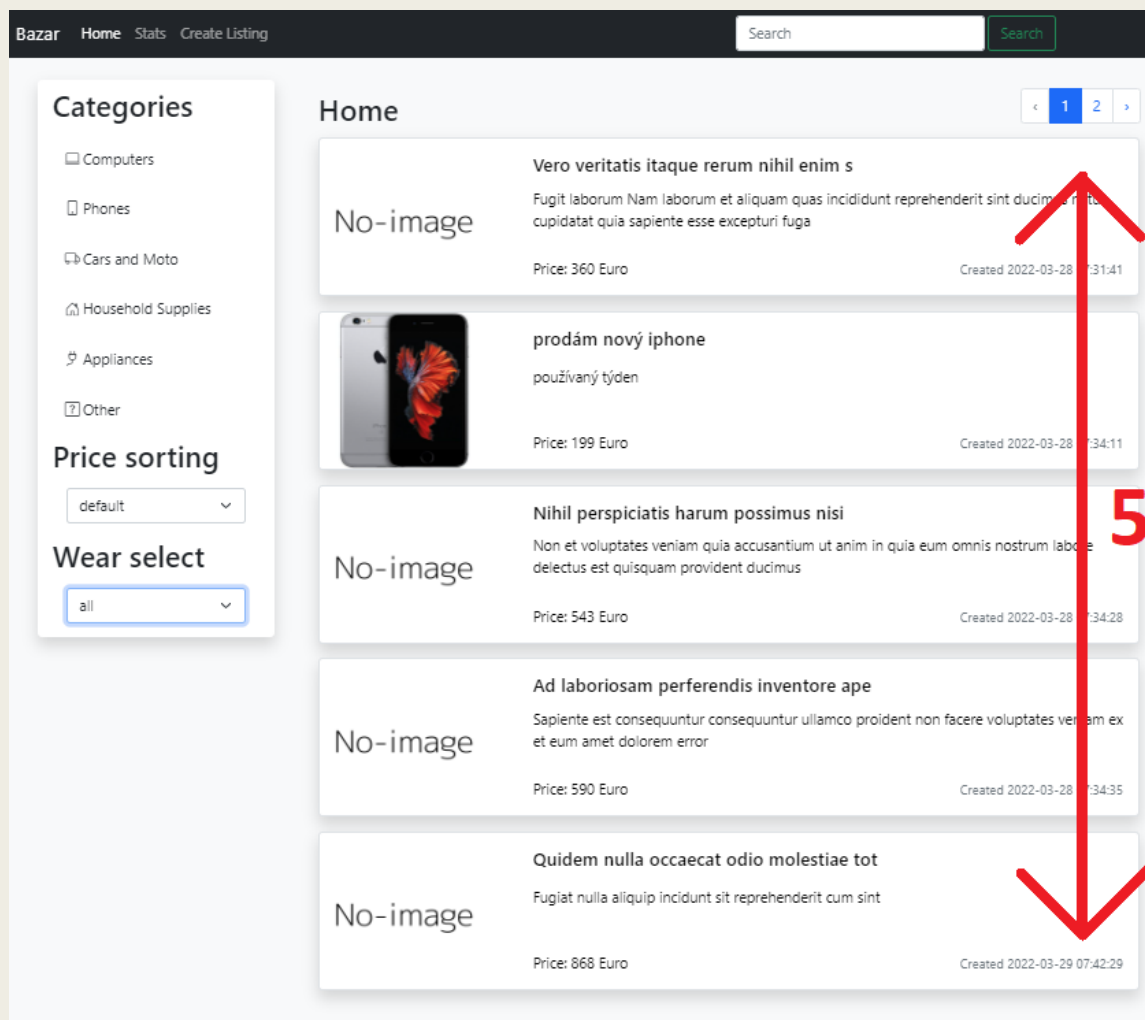 Bazar Home Stats Create Listing Search Search
Categories
Computers
Phones
Cars and Moto
Household Supplies
Appliances
Other
Price sorting
default
Wear select
all
Home
‹ 1 2 ›
No-image
Vero veritatis itaque rerum nihil enim s
Fugit laborum Nam laborum et aliquam quas incididunt reprehenderit sint
cupidatat quia sapiente esse excepturi fuga
Price: 360 Euro
Created 2022-03-28
prodám nový iphone
používaný týden
Price: 199 Euro
Created 2022-03-28
No-image
Nihil perspiciatis harum possimus nisi
Non et voluptates veniam quia accusantium ut anim in quia eum omnis nostrum labore
delectus est quisquam provident ducimus
Price: 543 Euro
Created 2022-03-28
No-image
Ad laboriosam perferendis inventore ape
Sapiente est consequuntur consequuntur ullamco proident non facere voluptates veniam ex
et eum amet dolorem error
Price: 590 Euro
Created 2022-03-28
No-image
Quidem nulla occaecat odio molestiae tot
Fugiat nulla aliquip incidunt sit reprehenderit cum sint
Price: 868 Euro
Created 2022-03-29 07:42:29
5